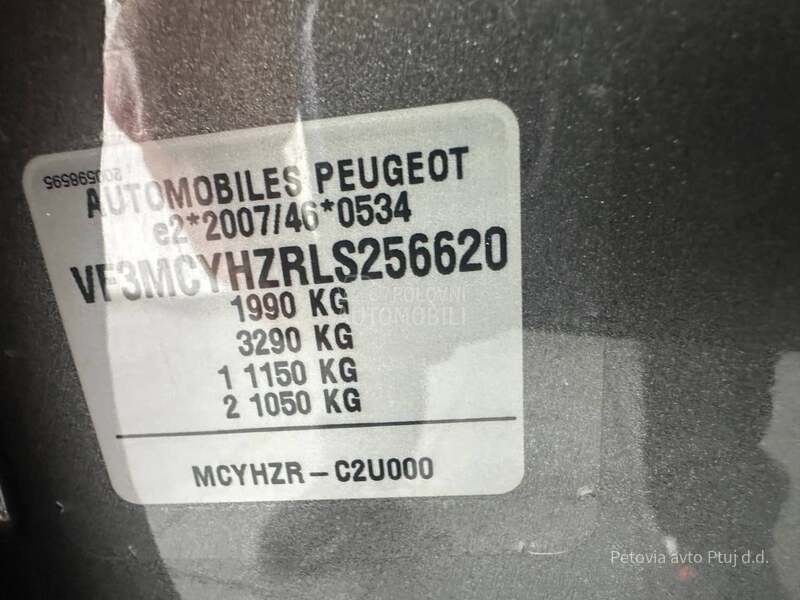 200598595
AUTOMOBILES PEUGEOT
e2*2007/46*0534
VF3MCYHZRLS256620
1990 KG
3290 KG
1 1150 KG
2 1050 KG
MCYHZR – C2U000
AUTOMOBILI
Petovia avto Ptuj d.d.